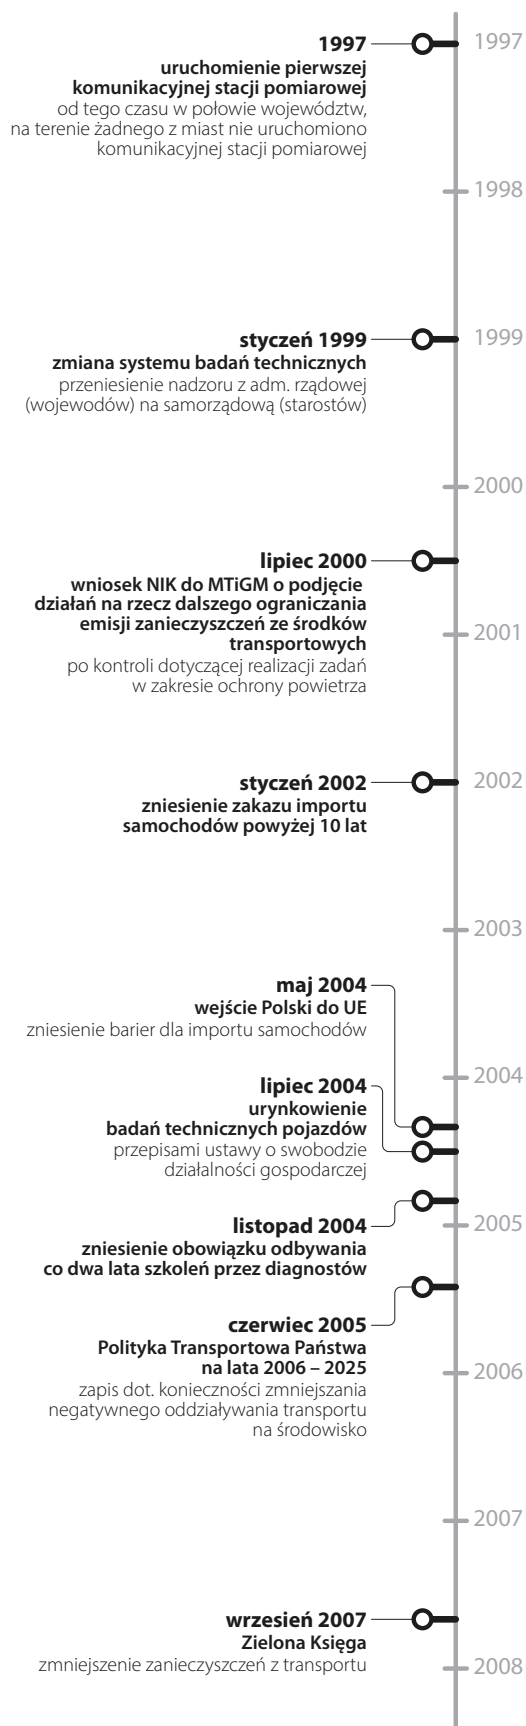 1997
1997
uruchomienie pierwszej
komunikacyjnej stacji pomiarowej
od tego czasu w połowie województw,
na terenie żadnego z miast nie uruchomiono
komunikacyjnej stacji pomiarowej
1998
styczeń 1999
1999
zmiana systemu badań technicznych
przeniesienie nadzoru z adm. rządowej
(wojewodów) na samorządową (starostów)
2000
lipiec 2000
wniosek NIK do MTiGM o podjęcie
działań na rzecz dalszego ograniczania
emisji zanieczyszczeń ze środków
transportowych
2001
po kontroli dotyczącej realizacji zadań
w zakresie ochrony powietrza
styczeń 2002
2002
zniesienie zakazu importu
samochodów powyżej 10 lat
2003
maj 2004
wejście Polski do UE
zniesienie barier dla importu samochodów
2004
lipiec 2004
urynkowienie
badań technicznych pojazdów
przepisami ustawy o swobodzie
działalności gospodarczej
listopad 2004
2005
zniesienie obowiązku odbywania
co dwa lata szkoleń przez diagnostów
czerwiec 2005
Polityka Transportowa Państwa
na lata 2006 – 2025
2006
zapis dot. konieczności zmniejszania
negatywnego oddziaływania transportu
na środowisko
2007
wrzesień 2007
Zielona Księga
zmniejszenie zanieczyszczeń z transportu
2008